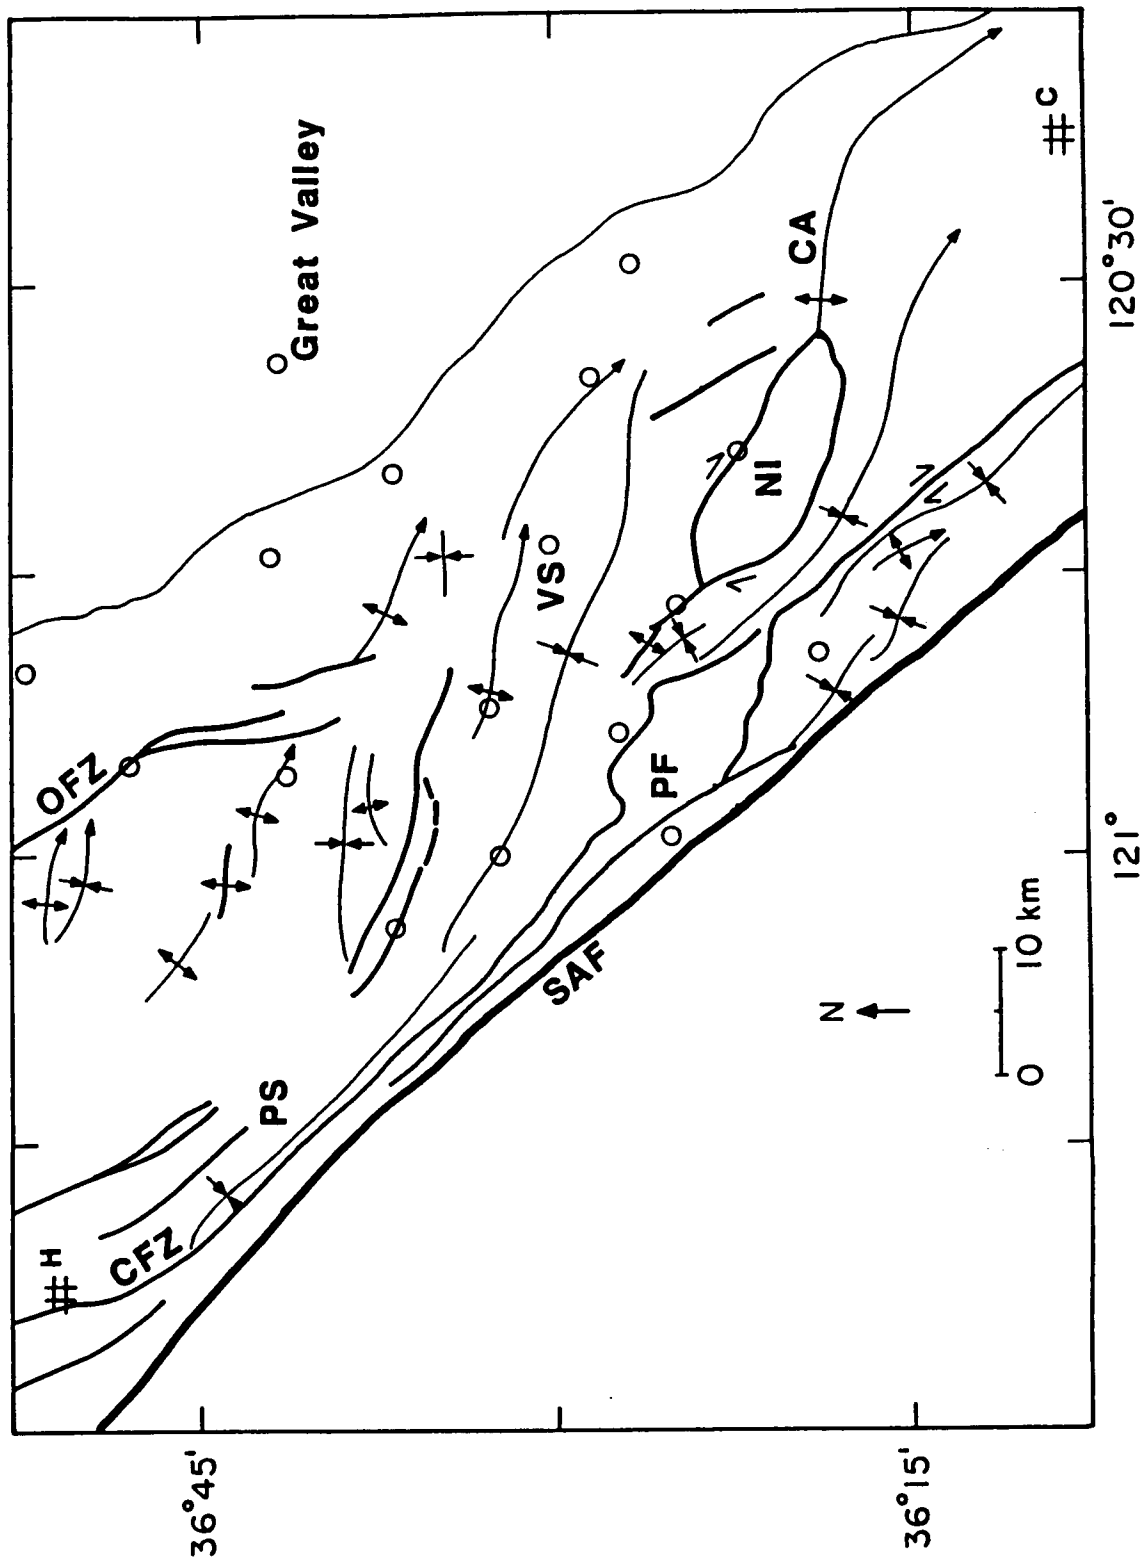 Great Valley
OFZ
VS
CA
C
NI
PF
SAF
PS
H
CFZ
N
0 10 km
36°45'
36°15'
121°
120°30'